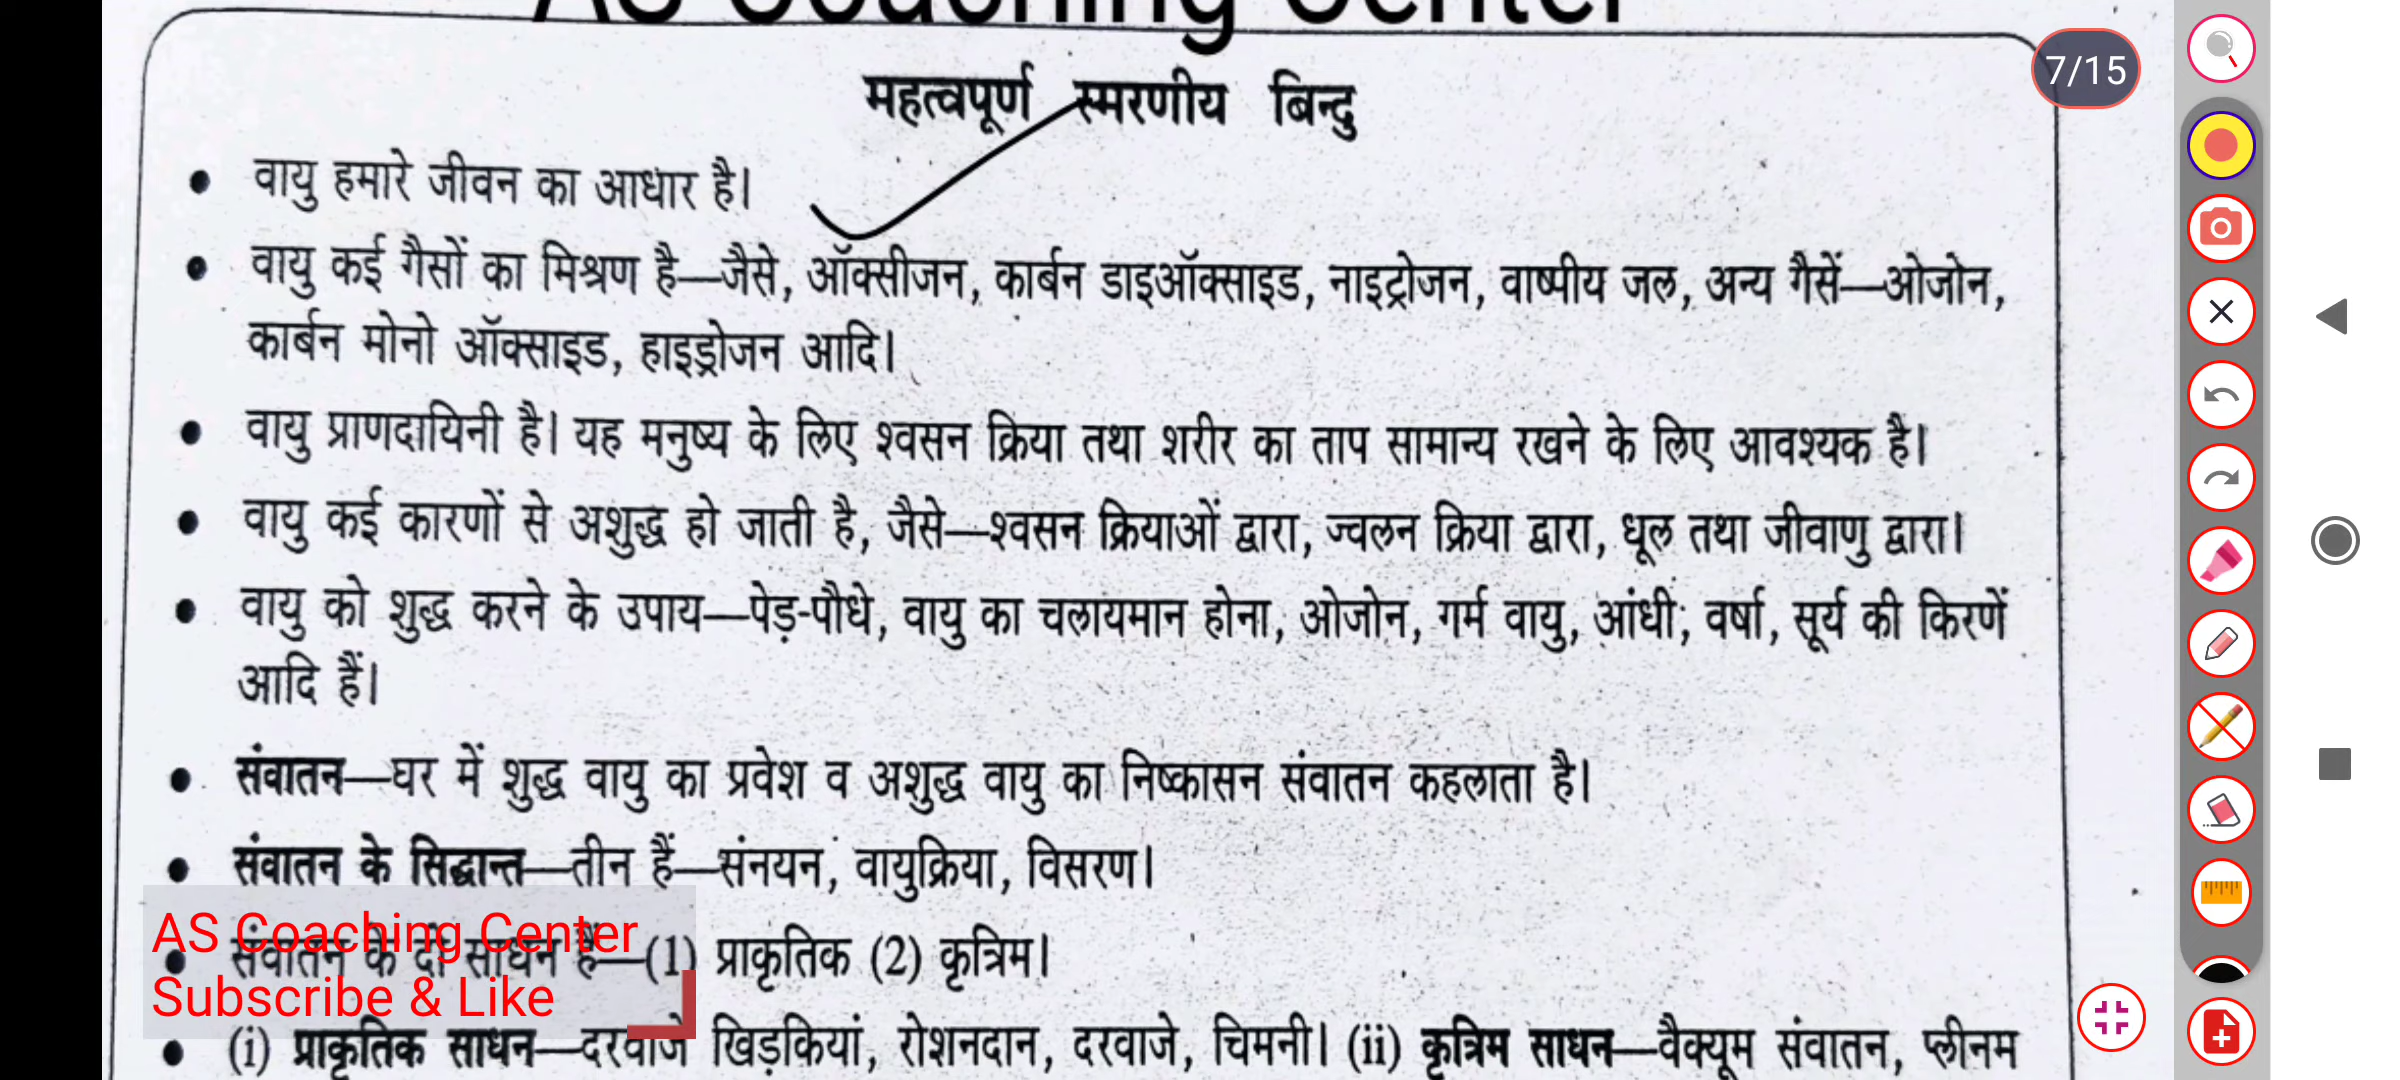 AS Coaching Center
7/15
महत्वपूर्ण स्मरणीय बिन्दु
• वायु हमारे जीवन का आधार है।
• वायु कई गैसों का मिश्रण है—जैसे, ऑक्सीजन, कार्बन डाइऑक्साइड, नाइट्रोजन, वाष्पीय जल, अन्य गैसें—ओजोन,
कार्बन मोनो ऑक्साइड, हाइड्रोजन आदि।
• वायु प्राणदायिनी है। यह मनुष्य के लिए श्वसन क्रिया तथा शरीर का ताप सामान्य रखने के लिए आवश्यक है।
• वायु कई कारणों से अशुद्ध हो जाती है, जैसे—श्वसन क्रियाओं द्वारा, ज्वलन क्रिया द्वारा, धूल तथा जीवाणु द्वारा।
• वायु को शुद्ध करने के उपाय—पेड़-पौधे, वायु का चलायमान होना, ओजोन, गर्म वायु, आंधी; वर्षा, सूर्य की किरणें
आदि हैं।
• संवातन—घर में शुद्ध वायु का प्रवेश व अशुद्ध वायु का निष्कासन संवातन कहलाता है।
• संवातन के सिद्धान्त—तीन हैं—संनयन, वायुक्रिया, विसरण।
• संवातन के दो साधन हैं—(1) प्राकृतिक (2) कृत्रिम।
AS Coaching Center
Subscribe & Like
• (i) प्राकृतिक साधन—दरवाजे खिड़कियां, रोशनदान, दरवाजे, चिमनी। (ii) कृत्रिम साधन—वैक्यूम संवातन, प्लीनम